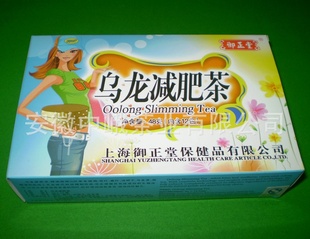 御正堂
乌龙减肥茶
Oolong Slimming Tea
上海御正堂保健品有限公司
SHANGHAI YUZHENGTANG HEALTH CARE ARTICLE CO.,LTD.